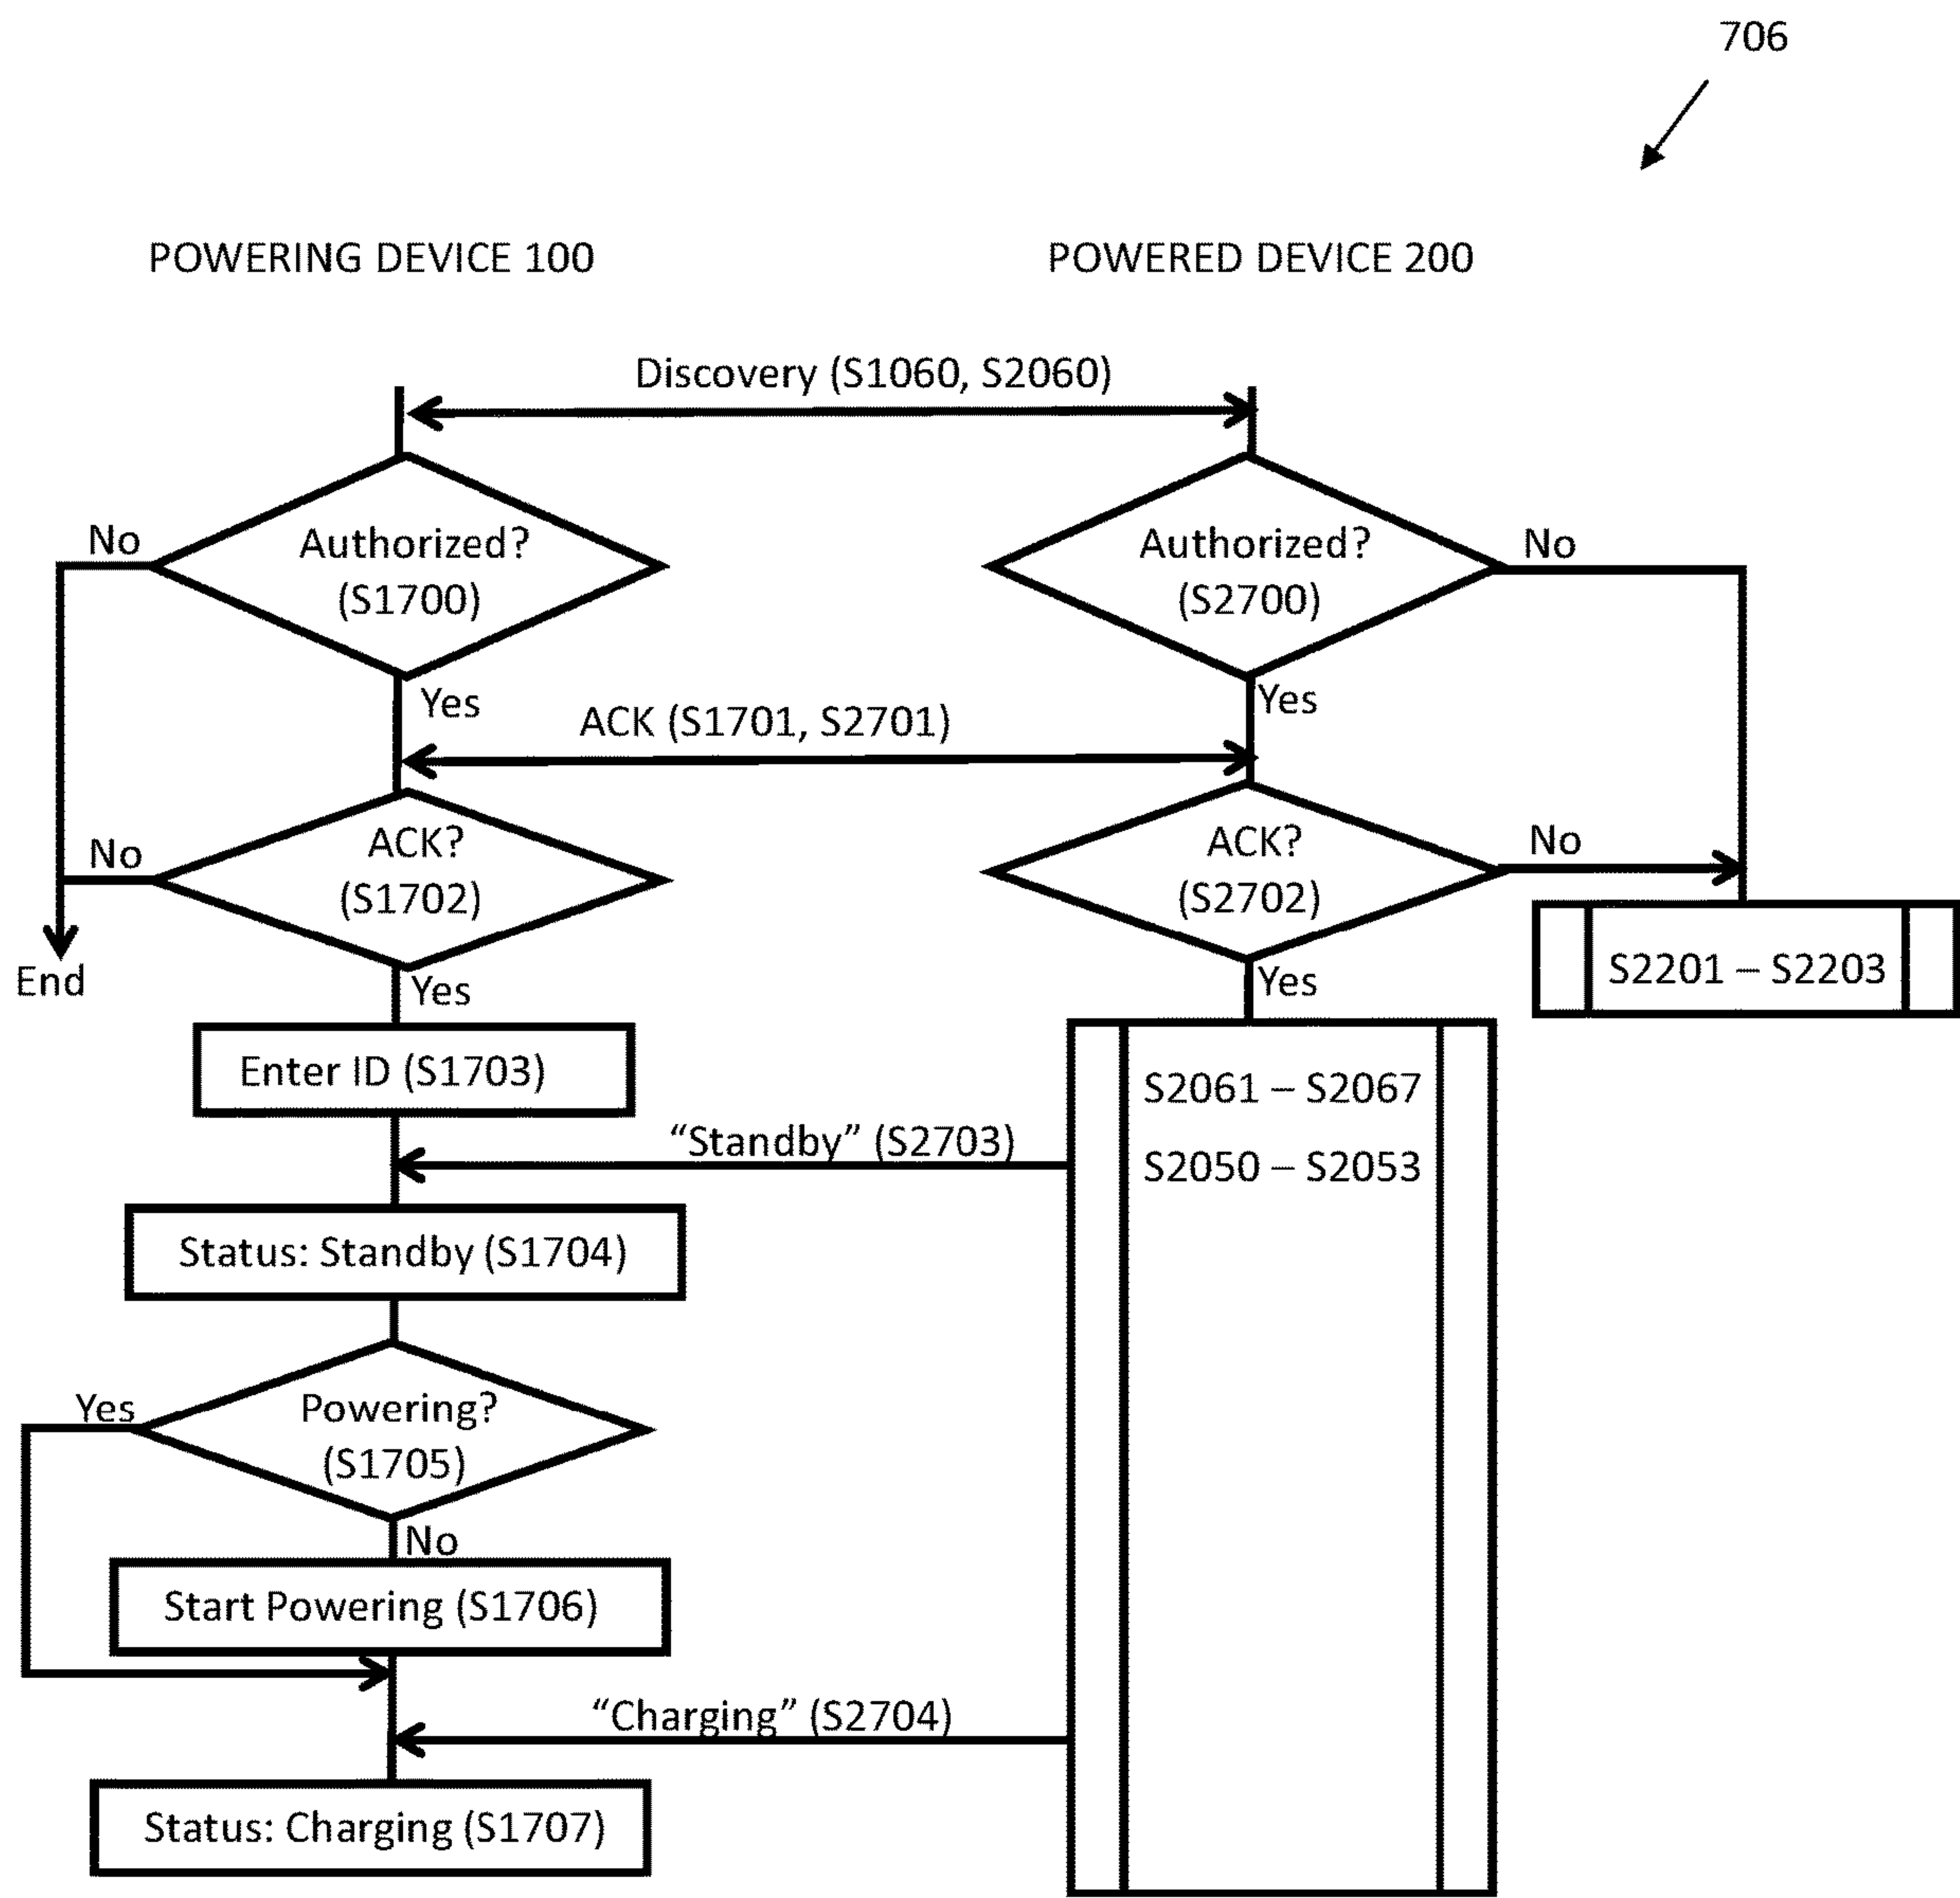 706
POWERING DEVICE 100
POWERED DEVICE 200
Discovery (S1060, S2060)
No
Authorized?
(S1700)
Authorized?
(S2700)
No
Yes
ACK (S1701, S2701)
Yes
No
ACK?
(S1702)
ACK?
(S2702)
No
End
Yes
Yes
S2201 – S2203
Enter ID (S1703)
S2061 – S2067
“Standby” (S2703)
S2050 – S2053
Status: Standby (S1704)
Yes
Powering?
(S1705)
No
Start Powering (S1706)
“Charging” (S2704)
Status: Charging (S1707)